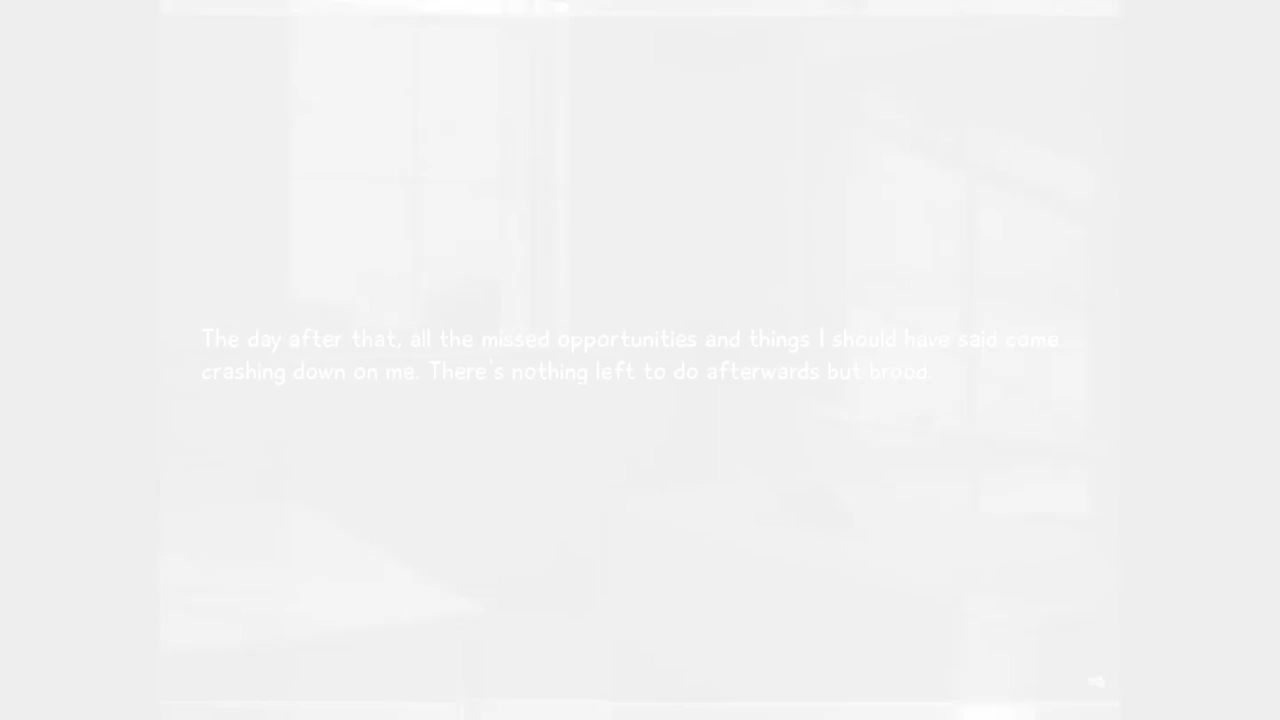 The day after that, all the missed opportunities and things I should have said come
crashing down on me. There's nothing left to do afterwards but brood.